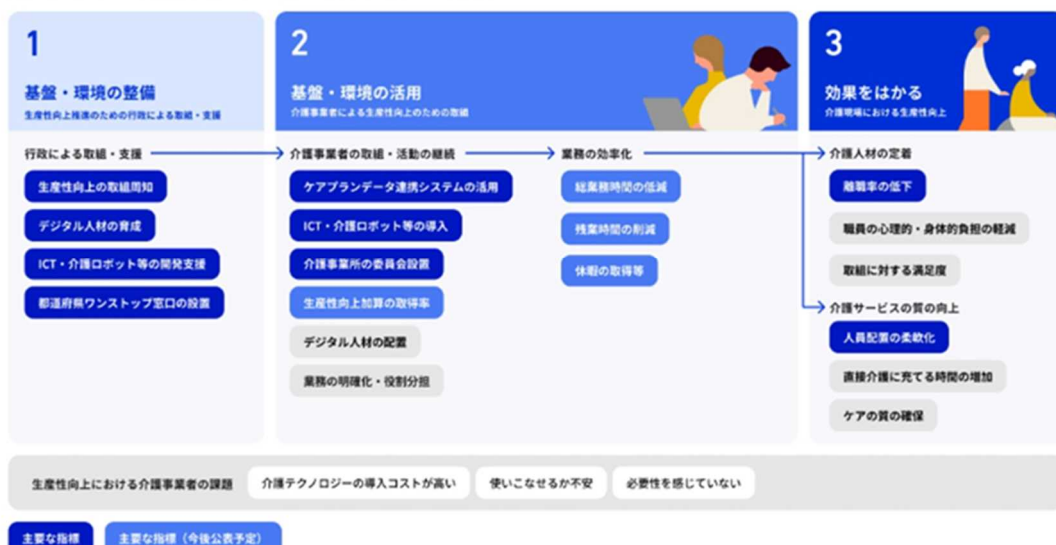 1
基盤・環境の整備
生産性向上推進のための行政による取組・支援
行政による取組・支援
生産性向上の取組周知
デジタル人材の育成
ICT・介護ロボット等の開発支援
都道府県ワンストップ窓口の設置
2
基盤・環境の活用
介護事業者による生産性向上のための取組
介護事業者の取組・活動の継続
ケアプランデータ連携システムの活用
ICT・介護ロボット等の導入
介護事業所の委員会設置
生産性向上加算の取得率
デジタル人材の配置
業務の明確化・役割分担
業務の効率化
総業務時間の低減
残業時間の削減
休暇の取得等
3
効果をはかる
介護現場における生産性向上
介護人材の定着
離職率の低下
職員の心理的・身体的負担の軽減
取組に対する満足度
介護サービスの質の向上
人員配置の柔軟化
直接介護に充てる時間の増加
ケアの質の確保
生産性向上における介護事業者の課題
介護テクノロジーの導入コストが高い
使いこなせるか不安
必要性を感じていない
主要な指標
主要な指標（今後公表予定）